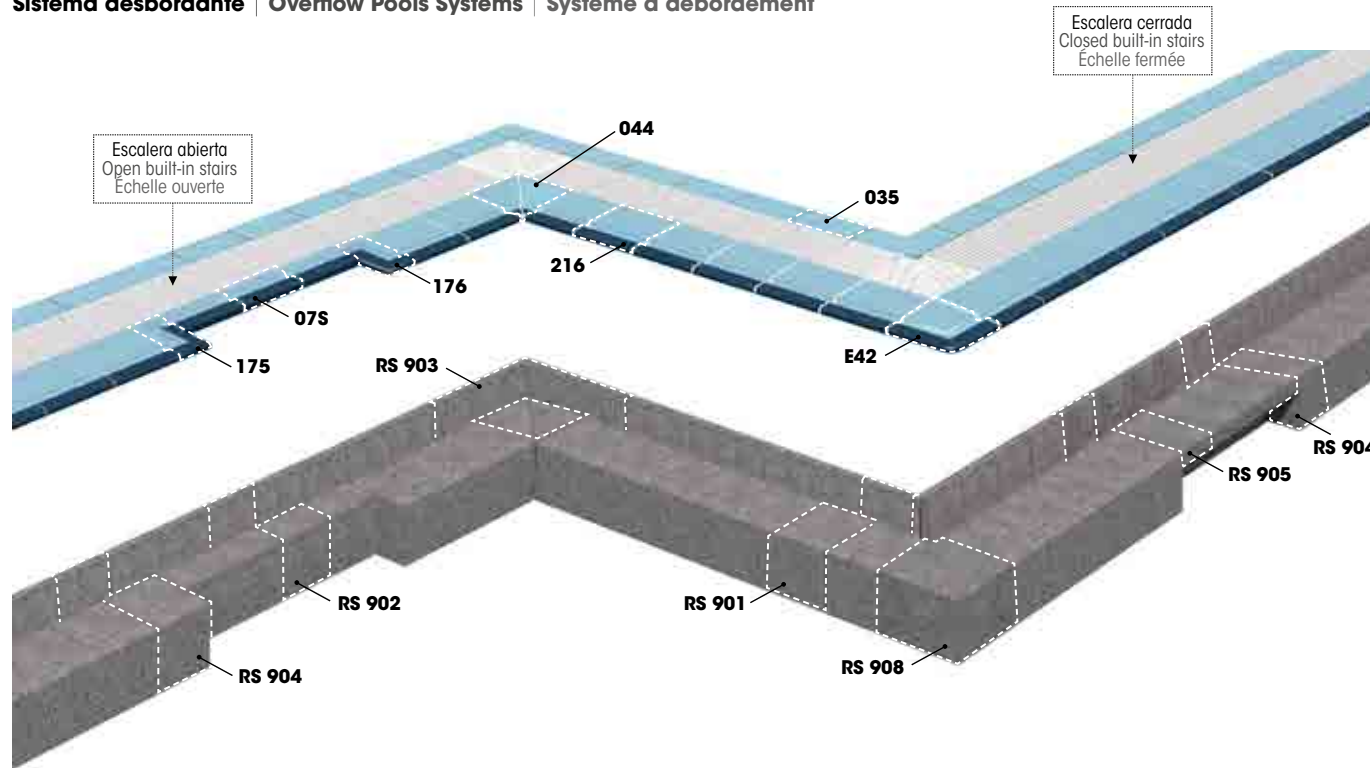 Sistema desbordante | Overflow Pools Systems | Système à débordement
Escalera cerrada
Closed built-in stairs
Échelle fermée
Escalera abierta
Open built-in stairs
Échelle ouverte
044
035
216
176
07S
175
E42
RS 903
RS 904
RS 905
RS 902
RS 901
RS 904
RS 908